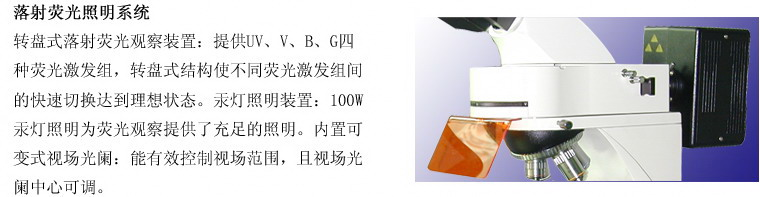 落射荧光照明系统
转盘式落射荧光观察装置：提供UV、V、B、G四
种荧光激发组，转盘式结构使不同荧光激发组间
的快速切换达到理想状态。汞灯照明装置：100W
汞灯照明为荧光观察提供了充足的照明。内置可
变式视场光阑：能有效控制视场范围，且视场光
阑中心可调。